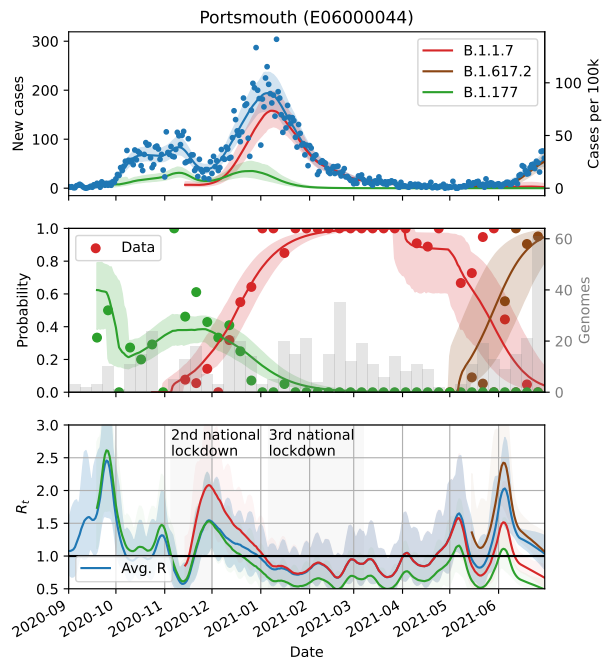 Portsmouth (E06000044)
300
200
100
0
New cases
B.1.1.7
B.1.617.2
B.1.177
100
50
0
Cases per 100k
1.0
0.8
0.6
0.4
0.2
0.0
Probability
Data
60
40
20
0
Genomes
3.0
2.5
2.0
1.5
1.0
0.5
Rt
2nd national
lockdown
3rd national
lockdown
Avg. R
2020-09
2020-10
2020-11
2020-12
2021-01
2021-02
2021-03
2021-04
2021-05
2021-06
Date